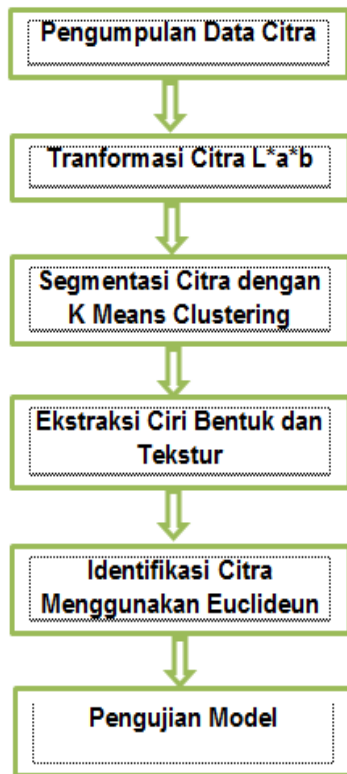 Pengumpulan Data Citra
Tranformasi Citra L*a*b
Segmentasi Citra dengan
K Means Clustering
Ekstraksi Ciri Bentuk dan
Tekstur
Identifikasi Citra
Menggunakan Euclideun
Pengujian Model